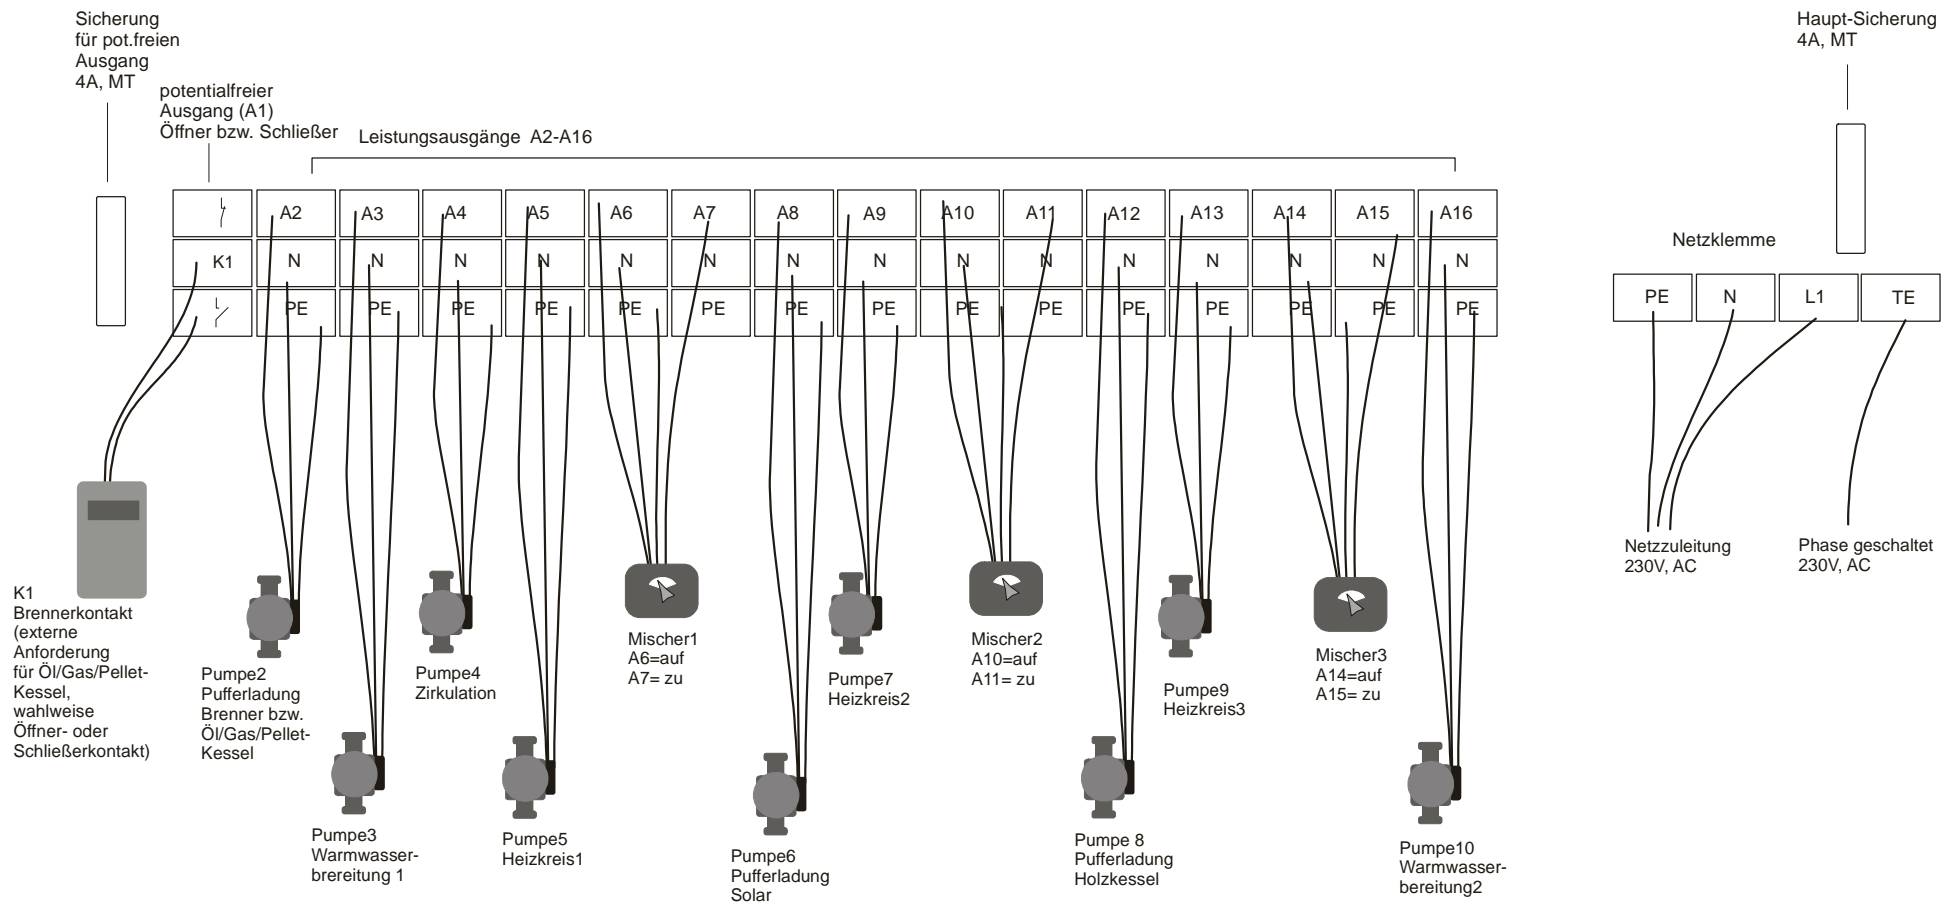 Sicherung
für pot.freien
Ausgang
4A, MT
potentialfreier
Ausgang (A1)
Öffner bzw. Schließer
Leistungsausgänge A2-A16
Haupt-Sicherung
4A, MT
A2 A3 A4 A5 A6 A7 A8 A9 A10 A11 A12 A13 A14 A15 A16
K1 N N N N N N N N N N N N N N N
PE PE PE PE PE PE PE PE PE PE PE PE PE PE PE
Netzklemme
PE N L1 TE
Netzzuleitung
230V, AC
Phase geschaltet
230V, AC
K1
Brennerkontakt
(externe
Anforderung
für Öl/Gas/Pellet-
Kessel,
wahlweise
Öffner- oder
Schließerkontakt)
Pumpe2
Pufferladung
Brenner bzw.
Öl/Gas/Pellet-
Kessel
Pumpe3
Warmwasser-
brereitung 1
Pumpe4
Zirkulation
Pumpe5
Heizkreis1
Mischer1
A6=auf
A7= zu
Pumpe6
Pufferladung
Solar
Pumpe7
Heizkreis2
Mischer2
A10=auf
A11= zu
Pumpe 8
Pufferladung
Holzkessel
Pumpe9
Heizkreis3
Mischer3
A14=auf
A15= zu
Pumpe10
Warmwasser-
bereitung2